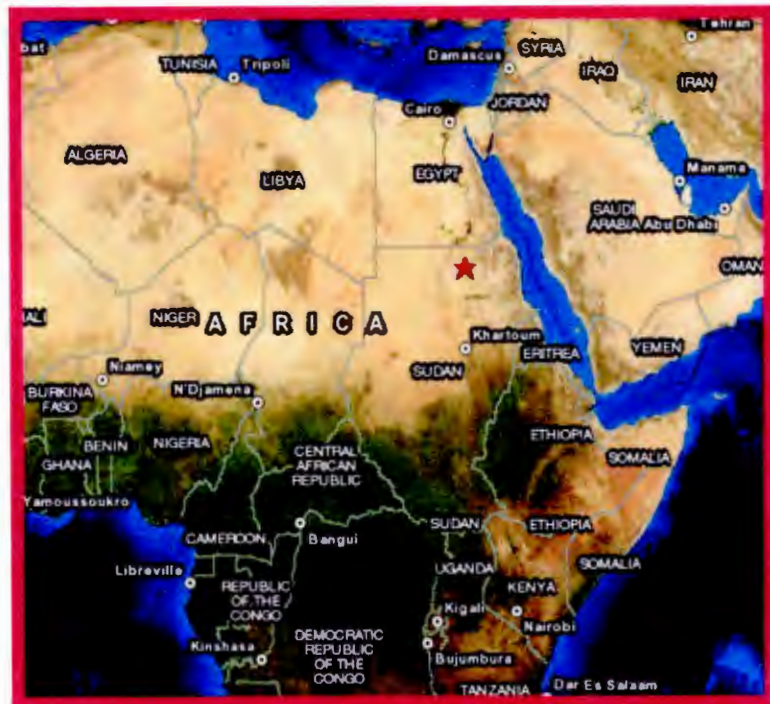 Tehran
bat
SYRIA
Damascus
TUNISIA
Tripoli
IRAQ
IRAN
JORDAN
Cairo
ALGERIA
LIBYA
EGYPT
Manama
SAUDI
ARABIA
Abu Dhabi
OMAN
NIGER
AFRICA
ALI
Khartoum
ERITREA
YEMEN
SUDAN
Niamey
N'Djamena
BURKINA
FASO
BENIN
NIGERIA
GHANA
ETHIOPIA
CENTRAL
AFRICAN
REPUBLIC
SOMALIA
Yamoussoukro
CAMEROON
Bangui
SUDAN
ETHIOPIA
SOMALIA
Libreville
UGANDA
REPUBLIC
OF THE
CONGO
KENYA
Kigali
Nairobi
Kinshasa
DEMOCRATIC
REPUBLIC
OF THE
CONGO
Bujumbura
TANZANIA
Dar Es Salaam